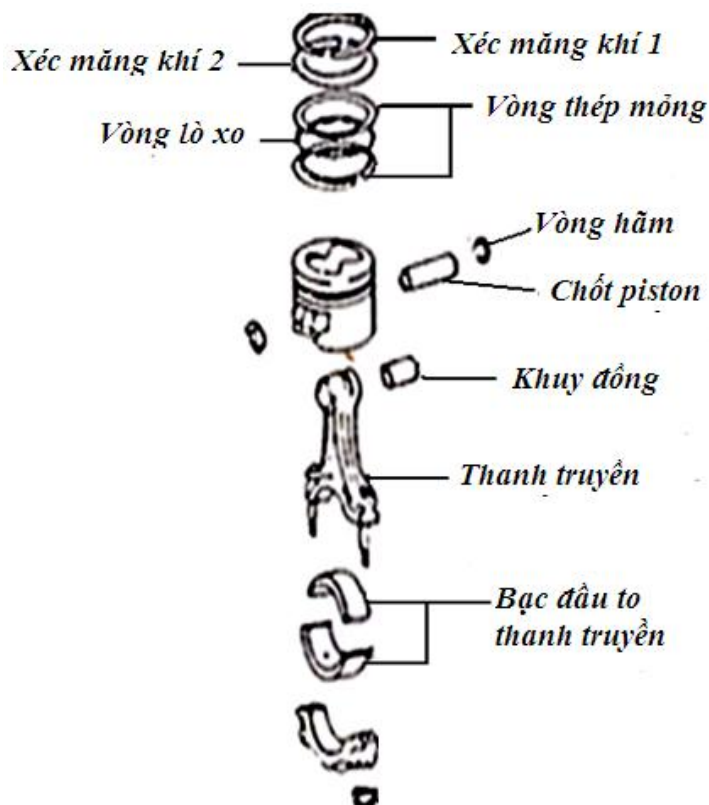 Xéc măng khí 1
Xéc măng khí 2
Vòng thép mỏng
Vòng lò xo
Vòng hãm
Chốt piston
Khuy đồng
Thanh truyền
Bạc đầu to
thanh truyền